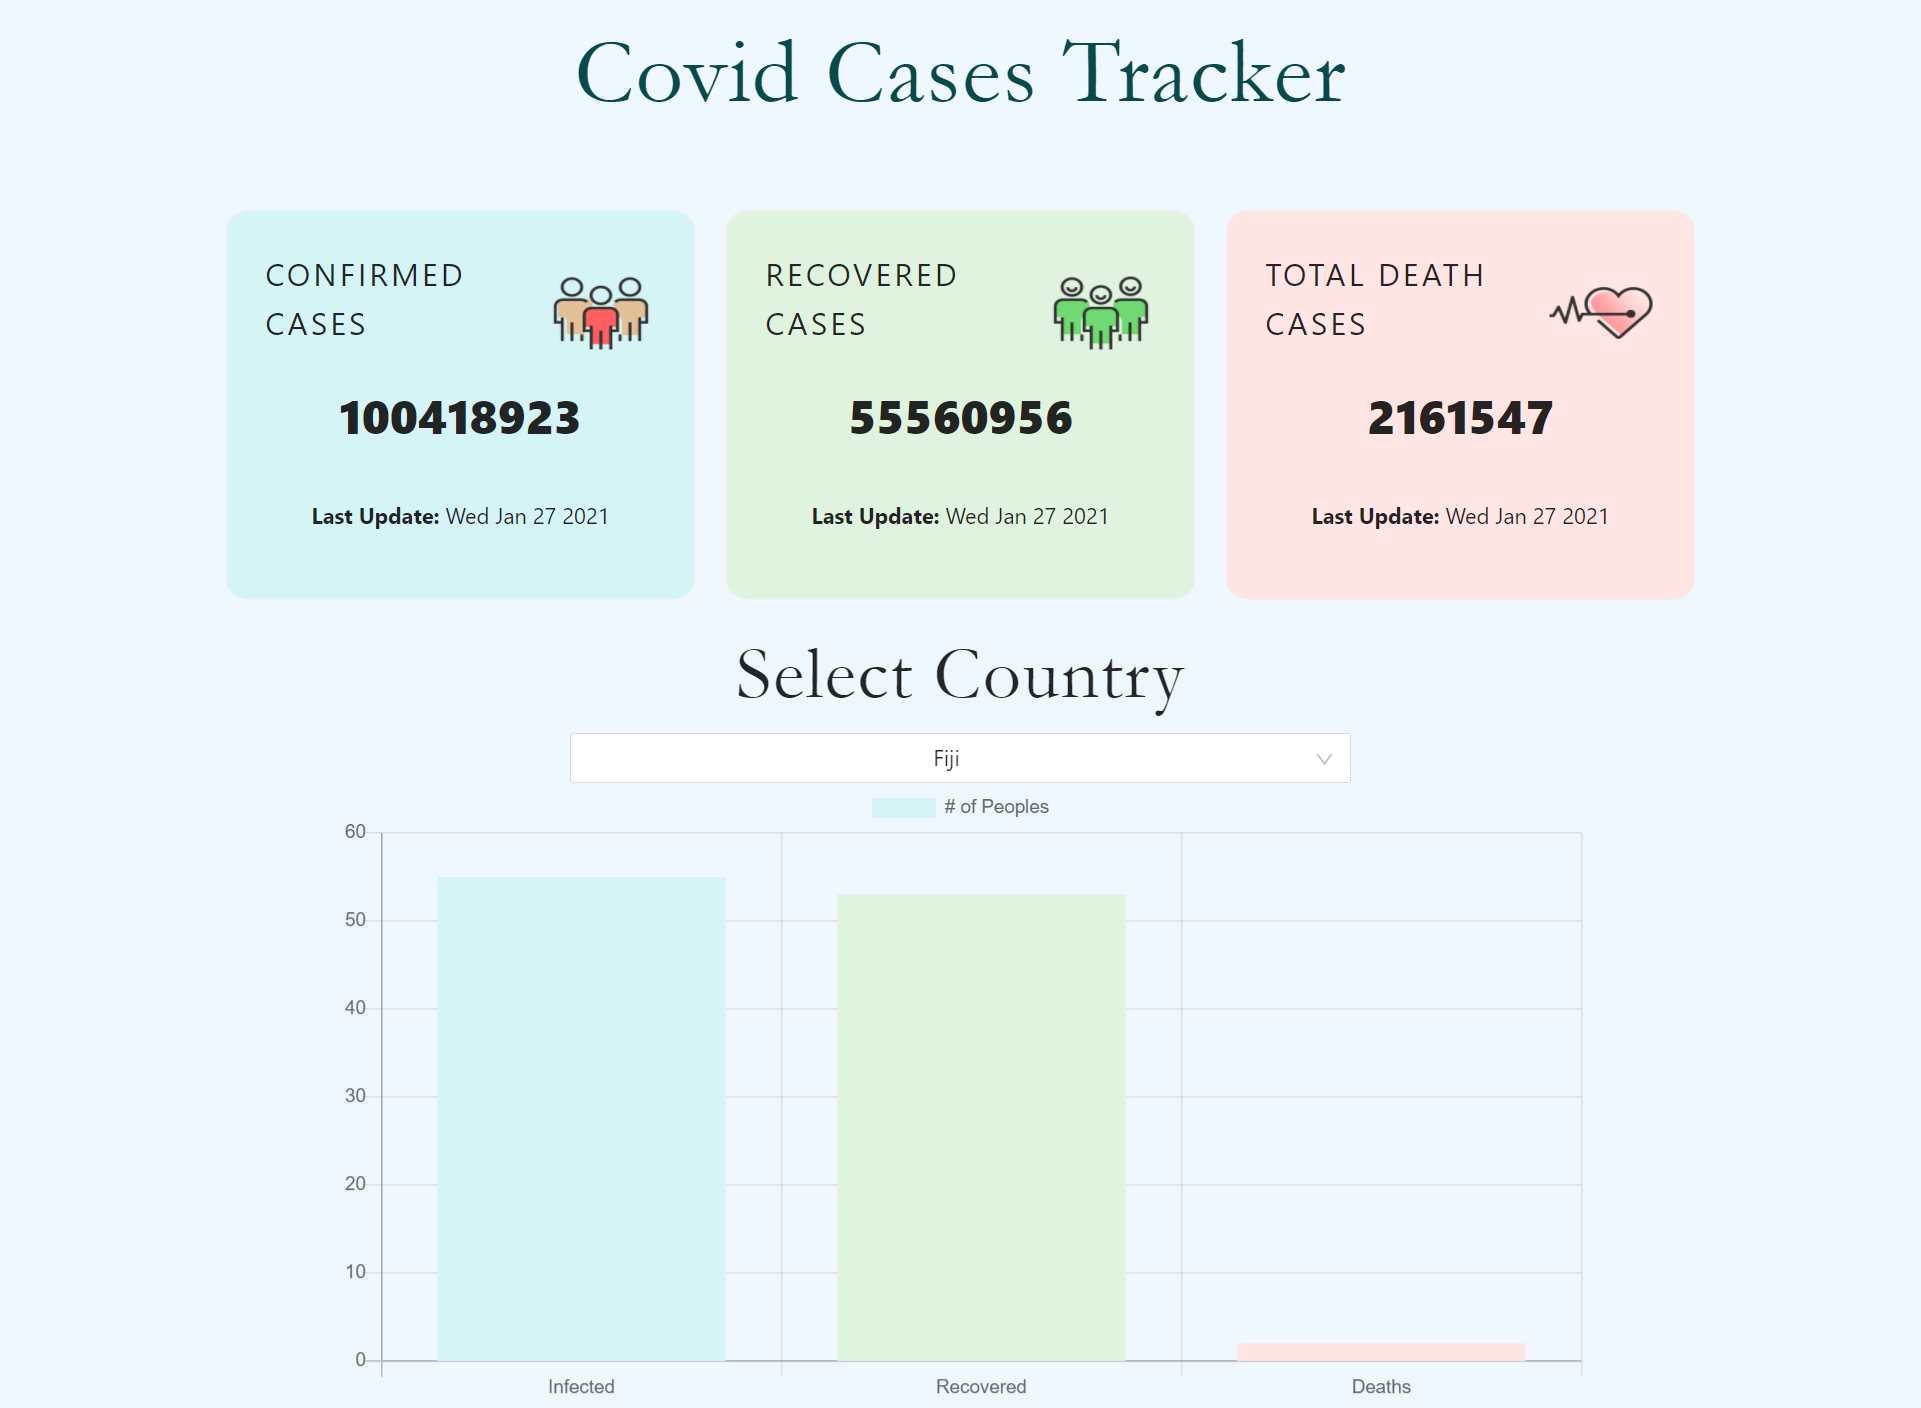 Covid Cases Tracker
CONFIRMED
CASES
100418923
Last Update: Wed Jan 27 2021
RECOVERED
CASES
55560956
Last Update: Wed Jan 27 2021
TOTAL DEATH
CASES
2161547
Last Update: Wed Jan 27 2021
Select Country
Fiji
# of Peoples
60
50
40
30
20
10
0
Infected
Recovered
Deaths